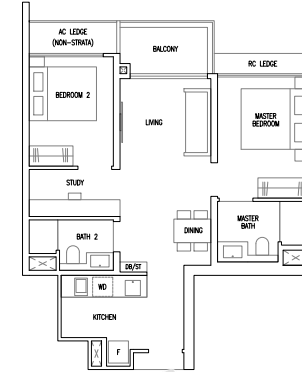 AC LEDGE
(NON-STRATA)
BALCONY
RC LEDGE
BEDROOM 2
LIVING
MASTER
BEDROOM
STUDY
BATH 2
DINING
MASTER
BATH
DB/ST
WD
KITCHEN
F